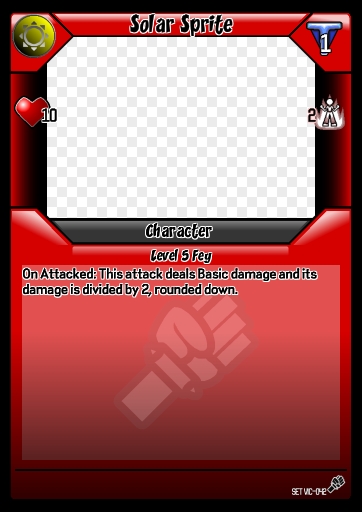 Solar Sprite
1
10
2
Character
Level 5 Fey
On Attacked: This attack deals Basic damage and its
damage is divided by 2, rounded down.
SET VIC-042